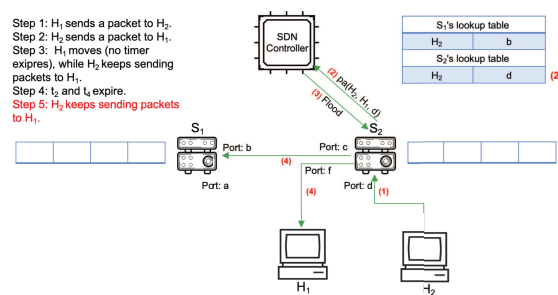 Step 1: H1 sends a packet to H2.
Step 2: H2 sends a packet to H1.
Step 3: H1 moves (no timer
exipres), while H2 keeps sending
packets to H1.
Step 4: t2 and t4 expire.
Step 5: H2 keeps sending packets
to H1.
SDN
Controller
S1's lookup table
H2 b
S2's lookup table
H2 d
(2
(2) pa(H2, H1, d)
(3) Flood
S1
S2
Port: b
Port: c
(4)
Port: f
Port: a
(4)
Port: d
(1)
H1
H2